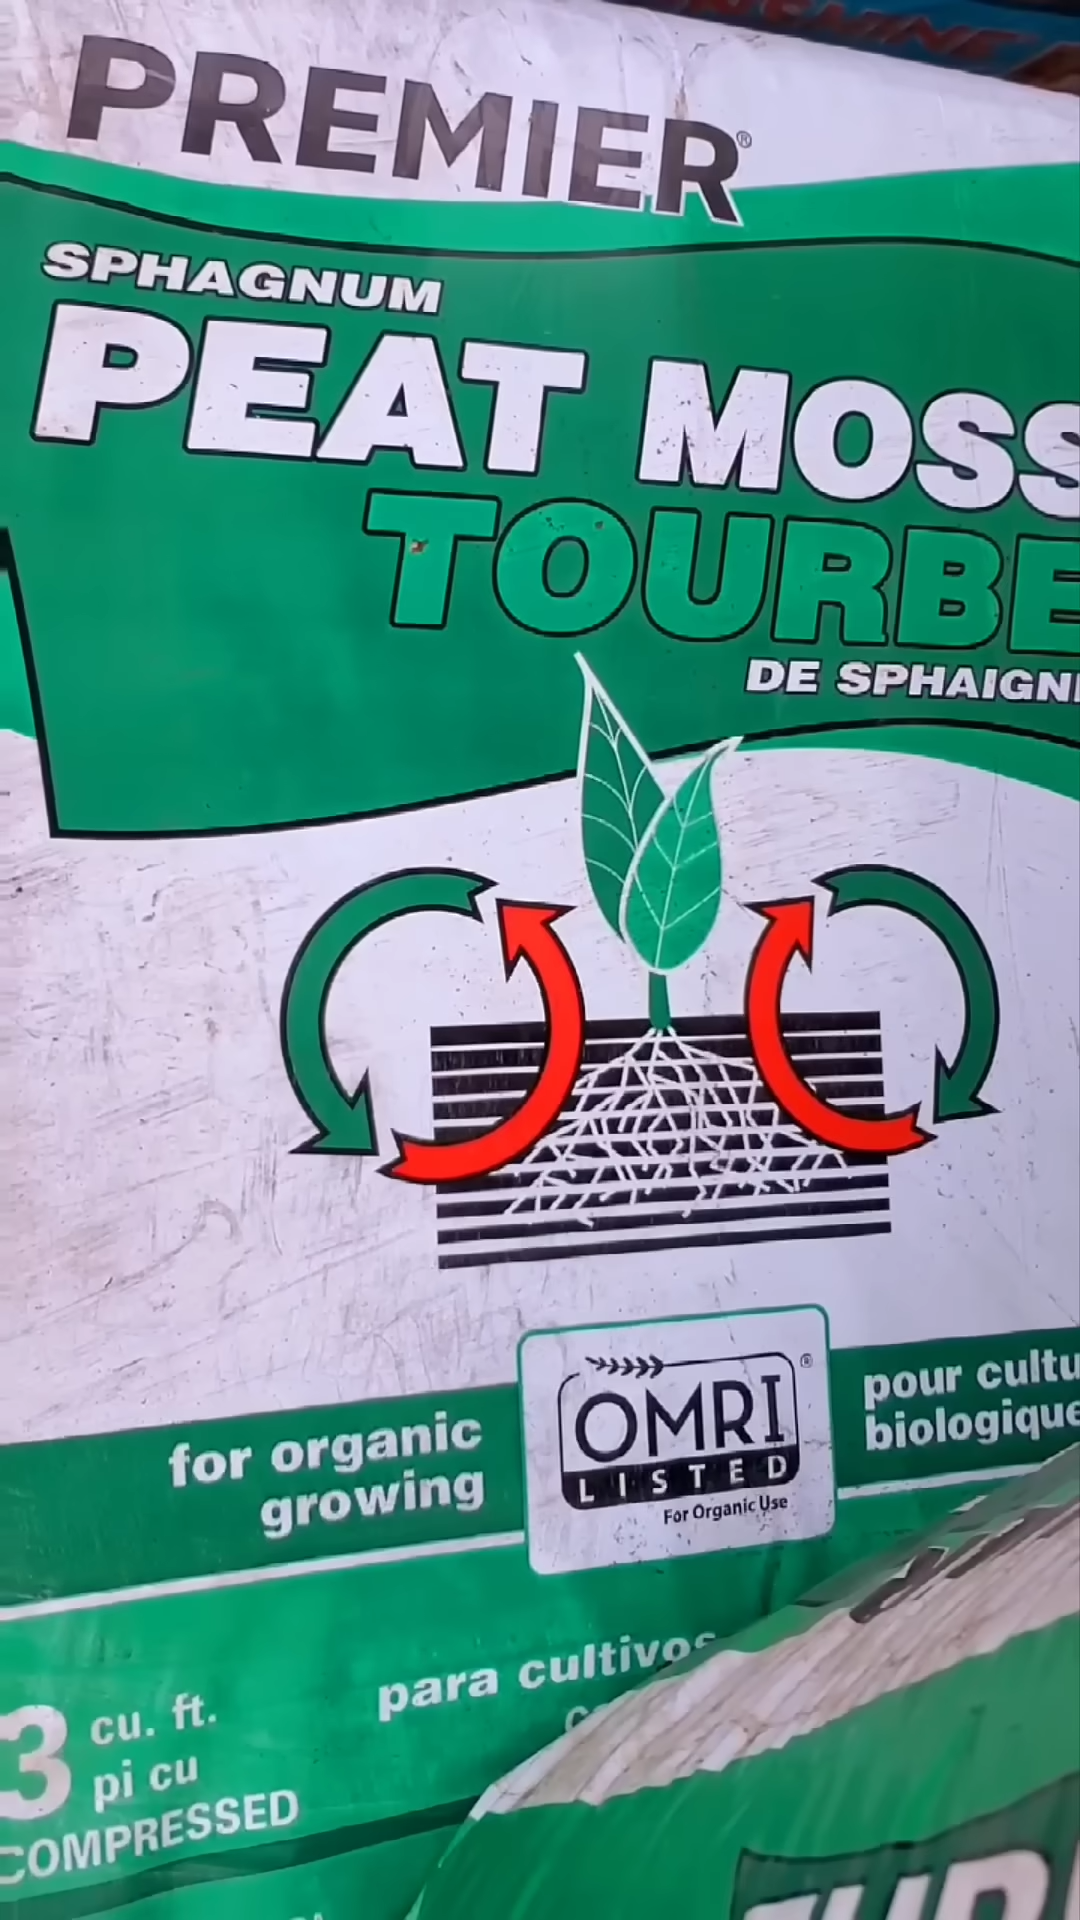 PREMIER®
SPHAGNUM
PEAT MOSS
TOURBE
DE SPHAIGN
for organic
growing
OMRI®
LISTED
For Organic Use
pour cultu
biologique
para cultivos
3 cu. ft.
pi cu
COMPRESSED